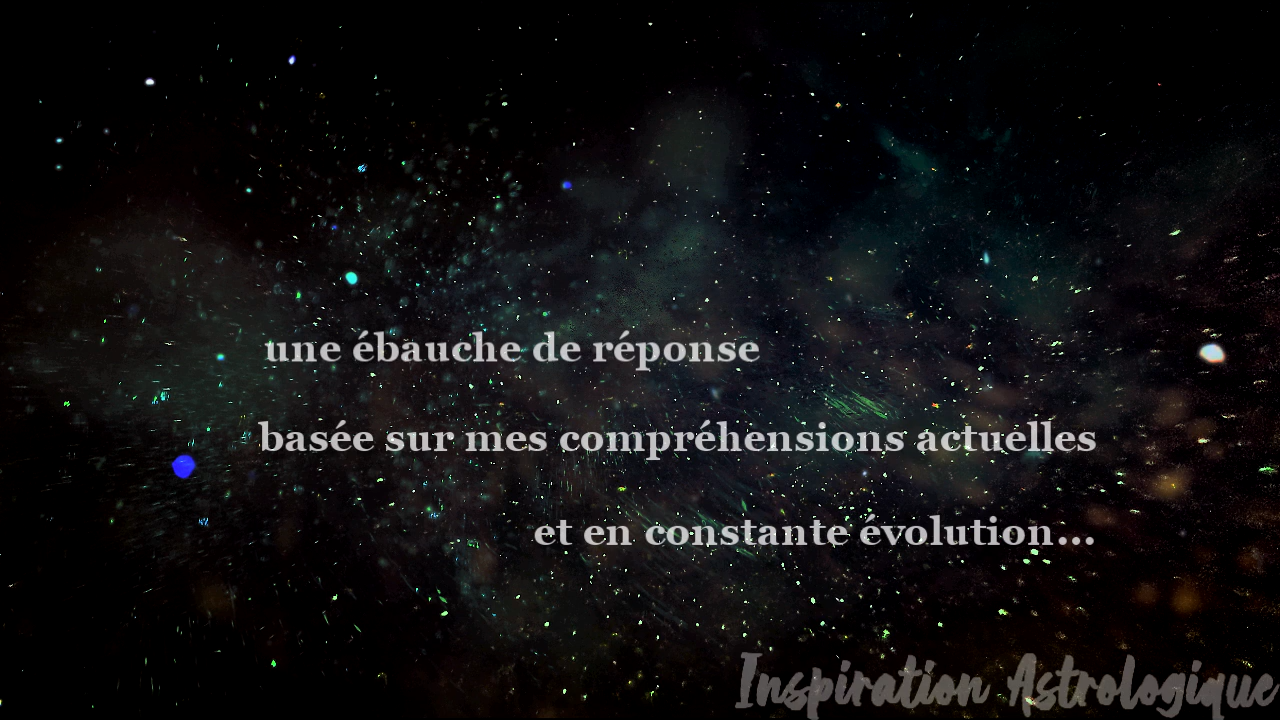 une ébauche de réponse
basée sur mes compréhensions actuelles
et en constante évolution...
Inspiration Astrologique